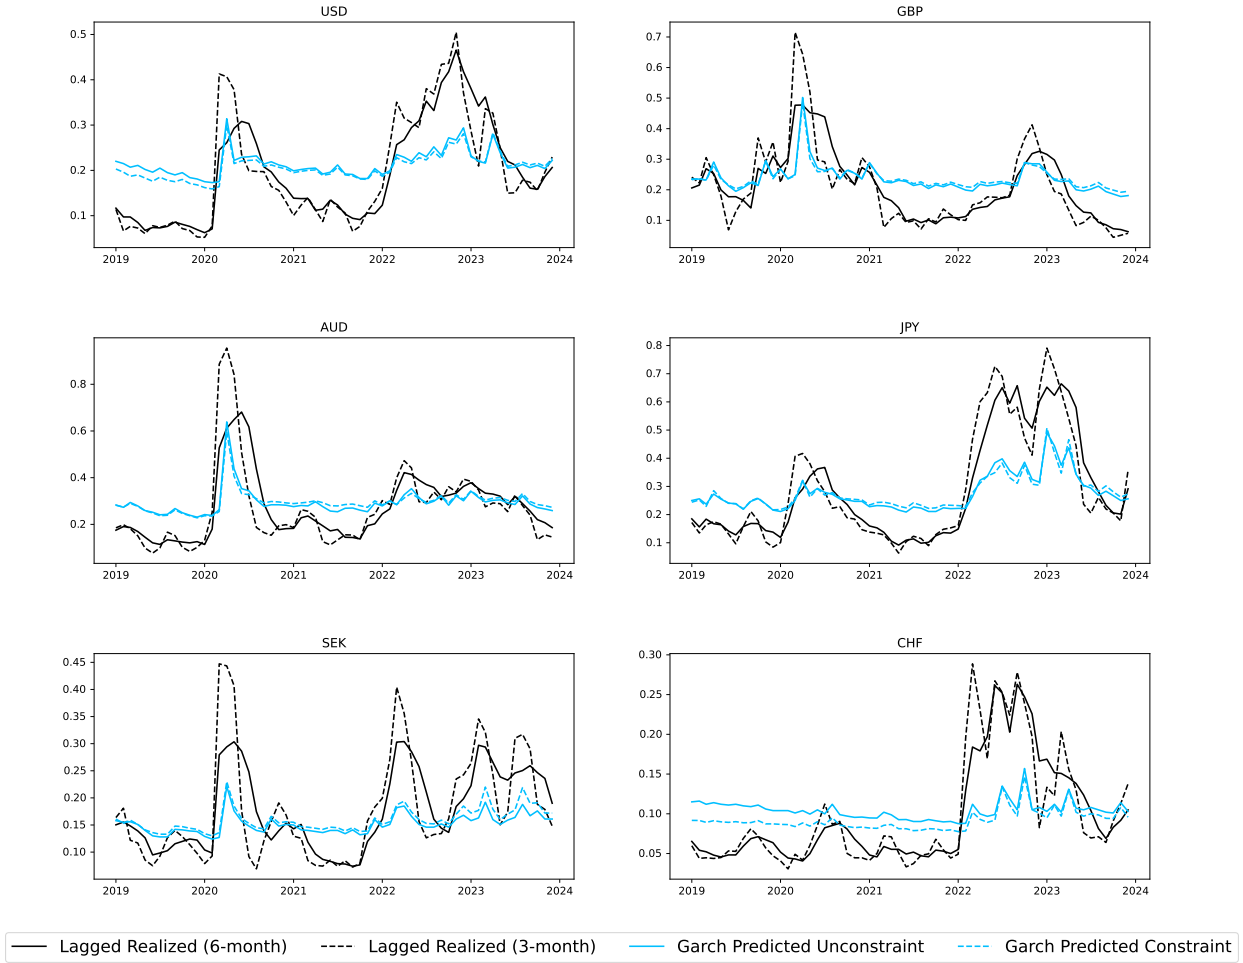 USD
0.5
0.4
0.3
0.2
0.1
2019 2020 2021 2022 2023 2024
GBP
0.7
0.6
0.5
0.4
0.3
0.2
0.1
2019 2020 2021 2022 2023 2024
AUD
0.8
0.6
0.4
0.2
2019 2020 2021 2022 2023 2024
JPY
0.8
0.7
0.6
0.5
0.4
0.3
0.2
0.1
2019 2020 2021 2022 2023 2024
SEK
0.45
0.40
0.35
0.30
0.25
0.20
0.15
0.10
2019 2020 2021 2022 2023 2024
CHF
0.30
0.25
0.20
0.15
0.10
0.05
2019 2020 2021 2022 2023 2024
Lagged Realized (6-month) Lagged Realized (3-month) Garch Predicted Unconstraint Garch Predicted Constraint